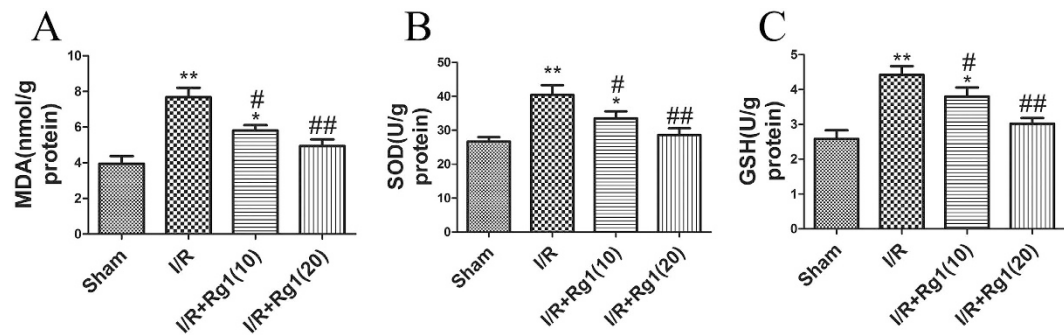 A
MDA(nmol/g
protein)
8
6
4
2
0
**
#
*
##
Sham
I/R
I/R+Rg1(10)
I/R+Rg1(20)
B
SOD(U/g
protein)
50
40
30
20
10
0
**
#
*
##
Sham
I/R
I/R+Rg1(10)
I/R+Rg1(20)
C
GSH(U/g
protein)
5
4
3
2
1
0
**
#
*
##
Sham
I/R
I/R+Rg1(10)
I/R+Rg1(20)